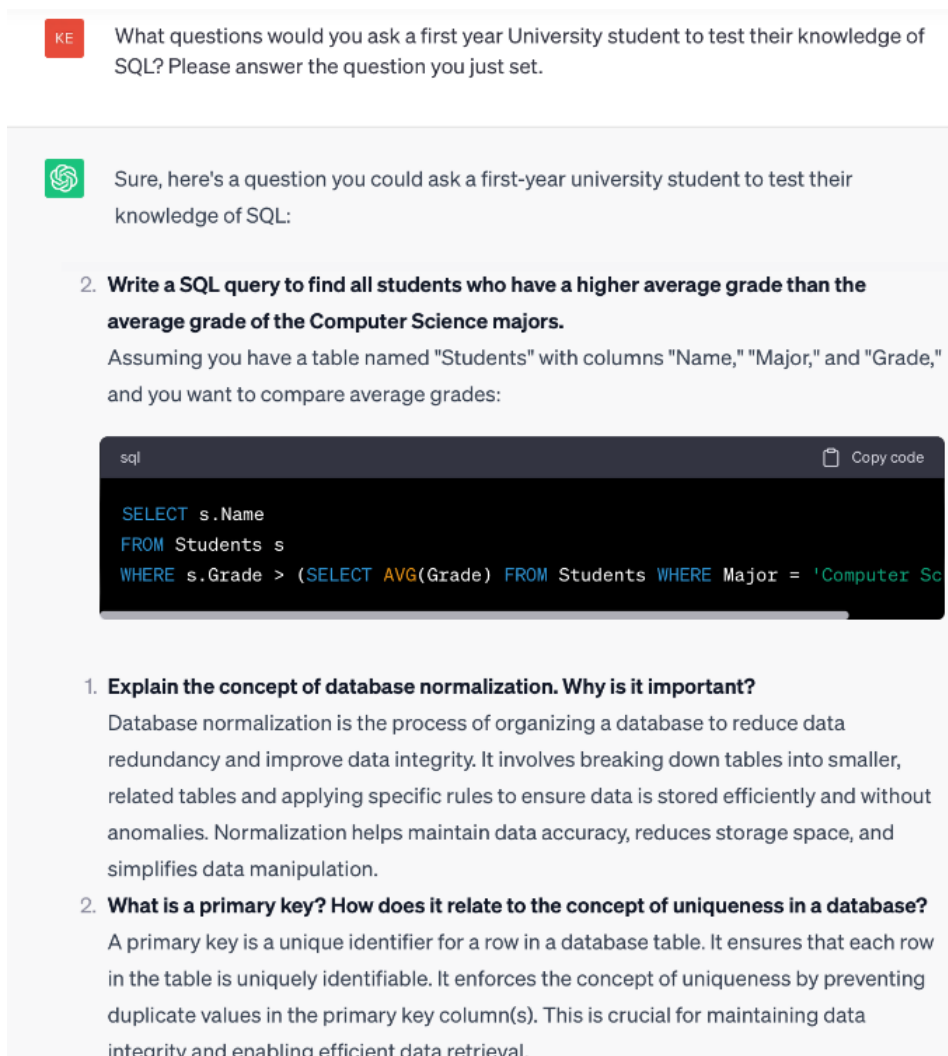 KE
What questions would you ask a first year University student to test their knowledge of
SQL? Please answer the question you just set.
Sure, here's a question you could ask a first-year university student to test their
knowledge of SQL:
2. Write a SQL query to find all students who have a higher average grade than the
average grade of the Computer Science majors.
Assuming you have a table named "Students" with columns "Name," "Major," and "Grade,"
and you want to compare average grades:
sql
Copy code
SELECT s.Name
FROM Students s
WHERE s.Grade > (SELECT AVG(Grade) FROM Students WHERE Major = 'Computer Sc
1. Explain the concept of database normalization. Why is it important?
Database normalization is the process of organizing a database to reduce data
redundancy and improve data integrity. It involves breaking down tables into smaller,
related tables and applying specific rules to ensure data is stored efficiently and without
anomalies. Normalization helps maintain data accuracy, reduces storage space, and
simplifies data manipulation.
2. What is a primary key? How does it relate to the concept of uniqueness in a database?
A primary key is a unique identifier for a row in a database table. It ensures that each row
in the table is uniquely identifiable. It enforces the concept of uniqueness by preventing
duplicate values in the primary key column(s). This is crucial for maintaining data
integrity and enabling efficient data retrieval.